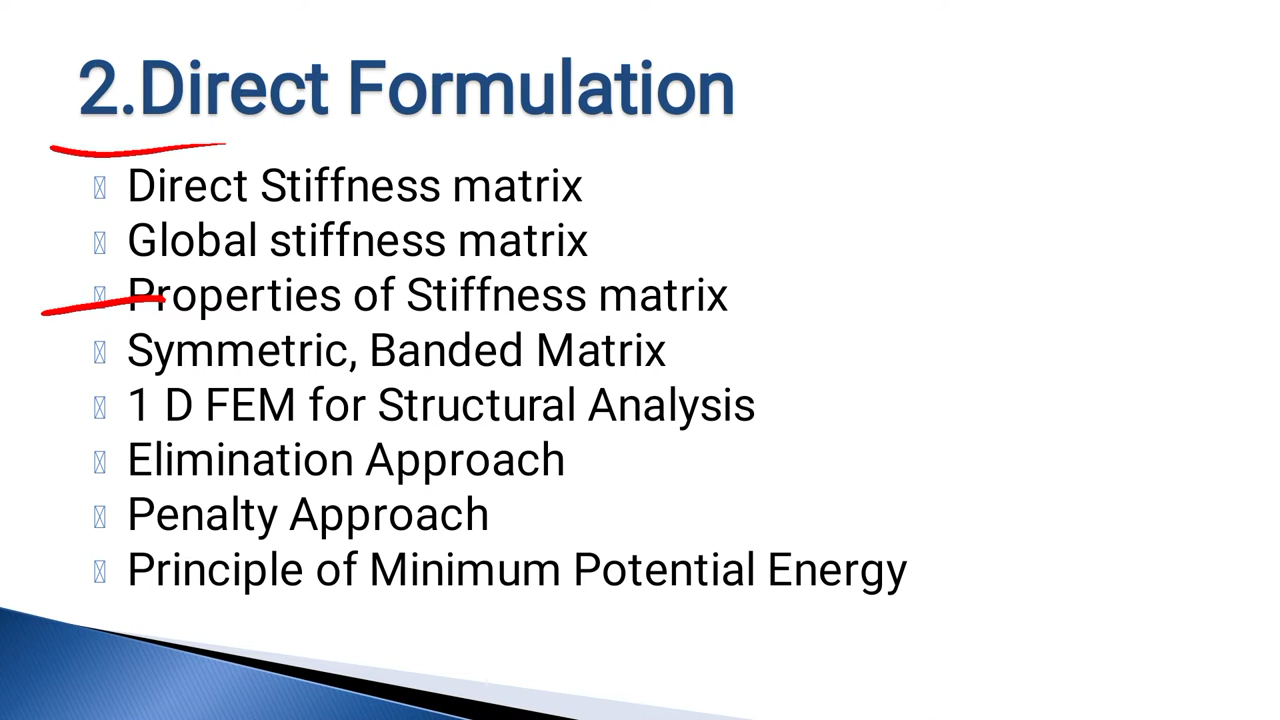 2.Direct Formulation
Direct Stiffness matrix
Global stiffness matrix
Properties of Stiffness matrix
Symmetric, Banded Matrix
1 D FEM for Structural Analysis
Elimination Approach
Penalty Approach
Principle of Minimum Potential Energy